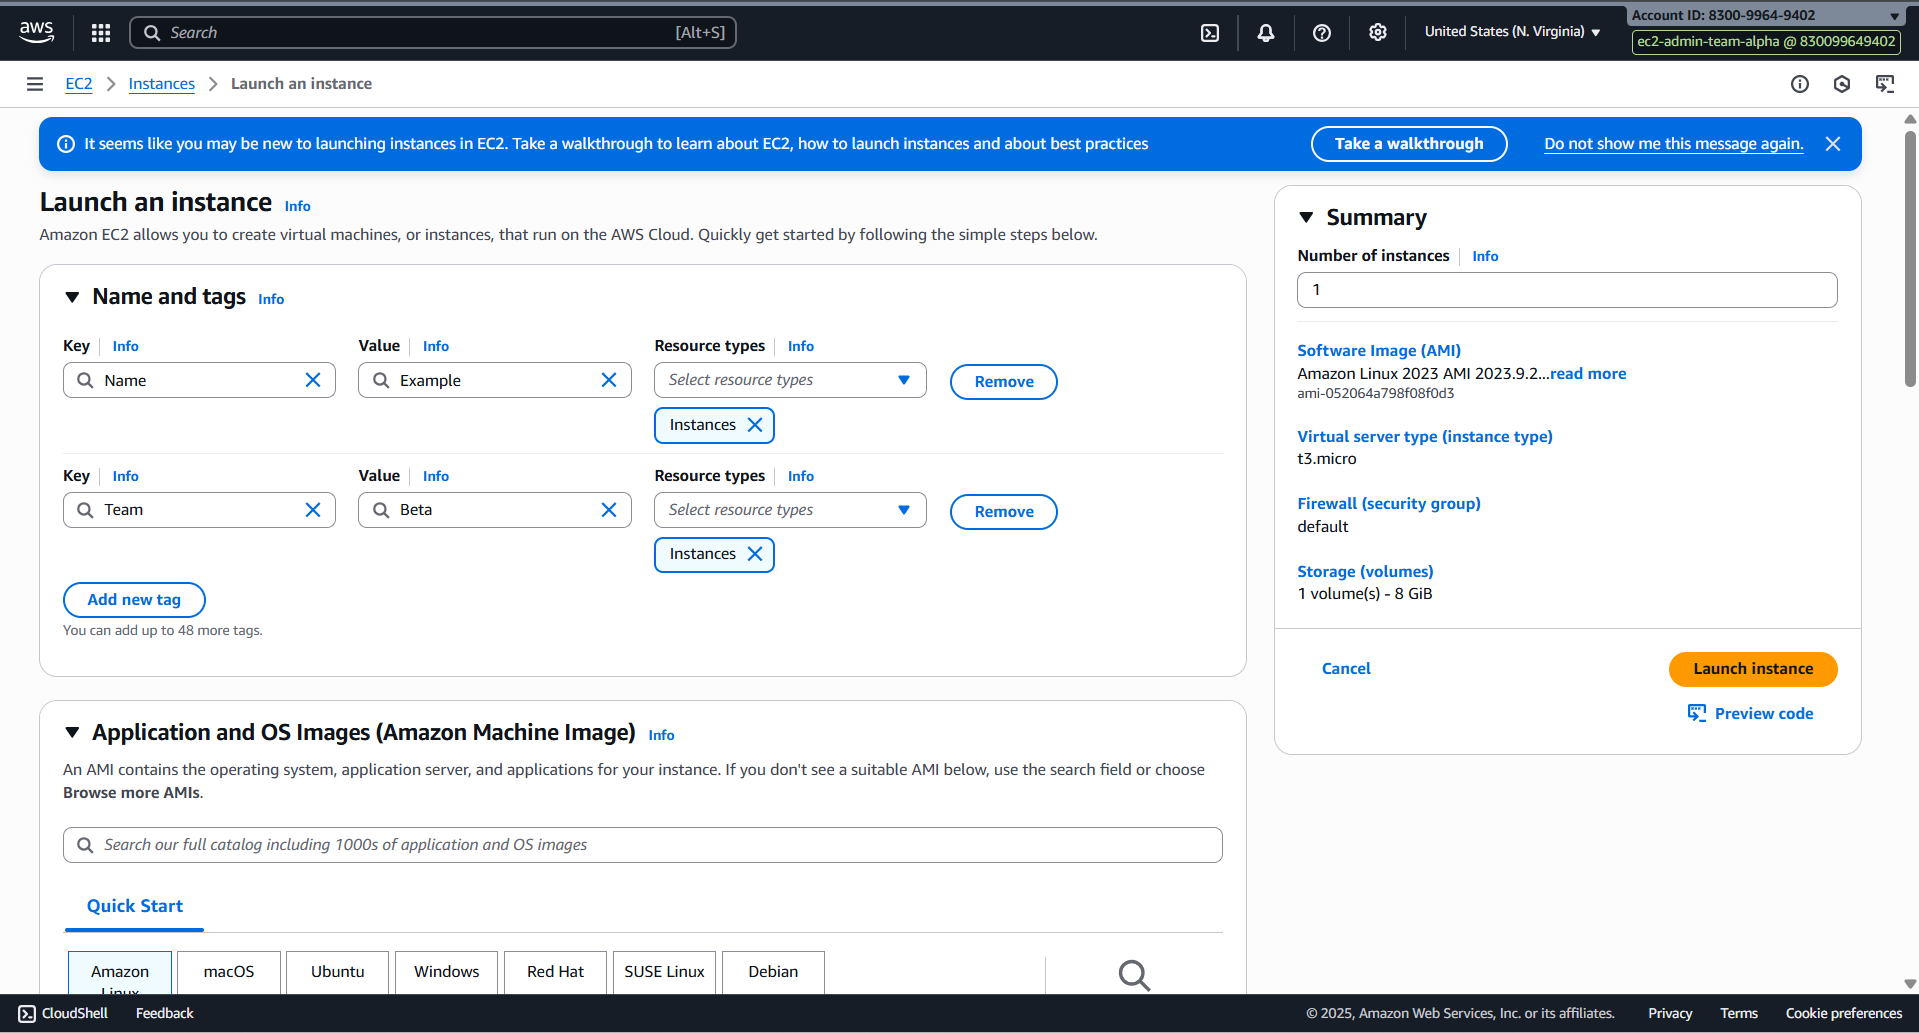 aws
Search
[Alt+S]
United States (N. Virginia)
Account ID: 8300-9964-9402
ec2-admin-team-alpha @ 830099649402
EC2
Instances
Launch an instance
It seems like you may be new to launching instances in EC2. Take a walkthrough to learn about EC2, how to launch instances and about best practices
Take a walkthrough
Do not show me this message again.
Launch an instance Info
Amazon EC2 allows you to create virtual machines, or instances, that run on the AWS Cloud. Quickly get started by following the simple steps below.
Name and tags Info
Key Info
Value Info
Resource types Info
Name
Example
Select resource types
Remove
Instances
Key Info
Value Info
Resource types Info
Team
Beta
Select resource types
Remove
Instances
Add new tag
You can add up to 48 more tags.
Application and OS Images (Amazon Machine Image) Info
An AMI contains the operating system, application server, and applications for your instance. If you don't see a suitable AMI below, use the search field or choose
Browse more AMIs.
Search our full catalog including 1000s of application and OS images
Quick Start
Amazon
Linux
macOS
Ubuntu
Windows
Red Hat
SUSE Linux
Debian
Summary
Number of instances Info
1
Software Image (AMI)
Amazon Linux 2023 AMI 2023.9.2...read more
ami-052064a798f08f0d3
Virtual server type (instance type)
t3.micro
Firewall (security group)
default
Storage (volumes)
1 volume(s) - 8 GiB
Cancel
Launch instance
Preview code
CloudShell
Feedback
© 2025, Amazon Web Services, Inc. or its affiliates.
Privacy
Terms
Cookie preferences